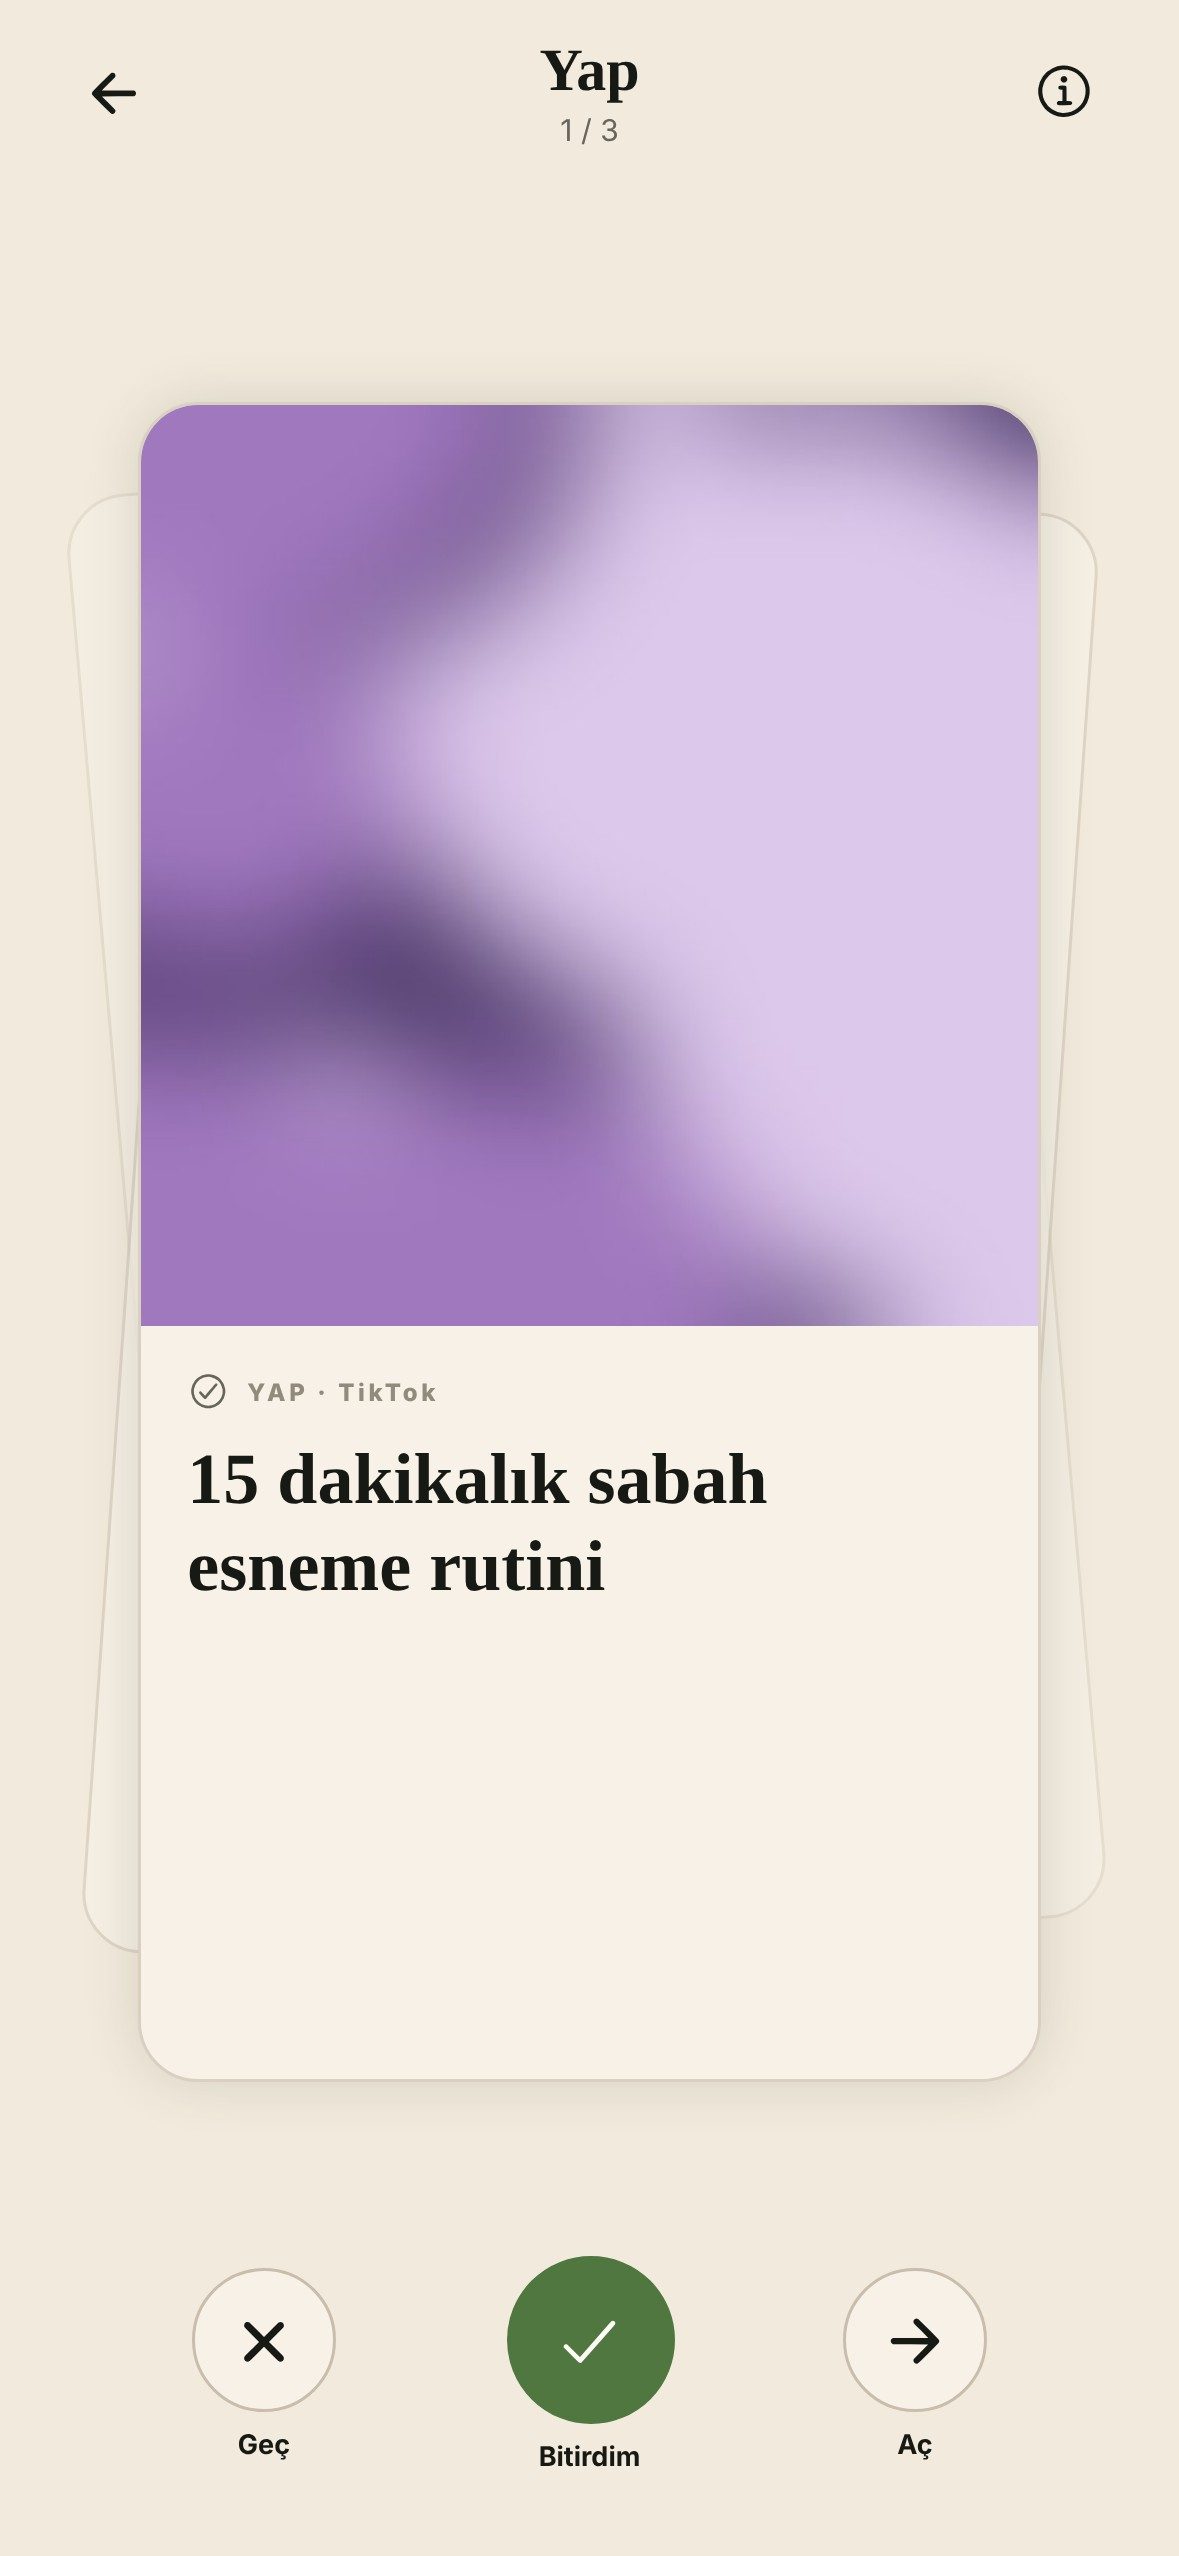 Yap
1 / 3
YAP · TikTok
15 dakikalık sabah
esneme rutini
Geç
Bitirdim
Aç